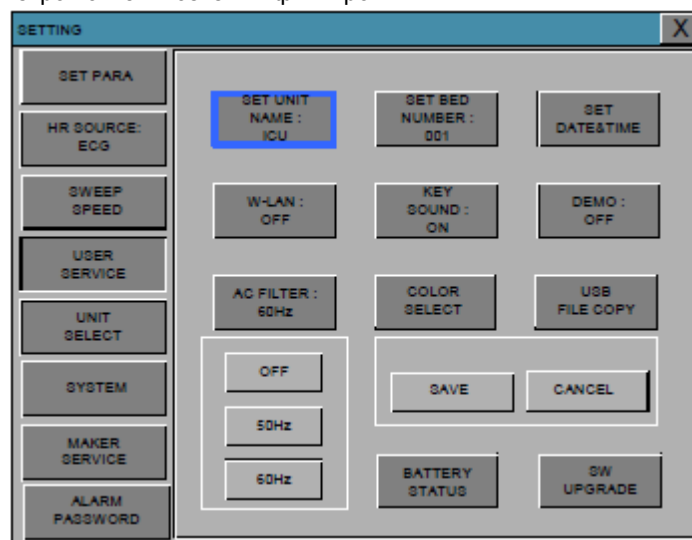 SETTING
X
SET PARA
HR SOURCE:
ECG
SWEEP
SPEED
USER
SERVICE
UNIT
SELECT
SYSTEM
MAKER
SERVICE
ALARM
PASSWORD
SET UNIT
NAME :
ICU
SET BED
NUMBER :
001
SET
DATE&TIME
W-LAN :
OFF
KEY
SOUND :
ON
DEMO :
OFF
AC FILTER :
60Hz
COLOR
SELECT
USB
FILE COPY
OFF
50Hz
60Hz
SAVE
CANCEL
BATTERY
STATUS
SW
UPGRADE